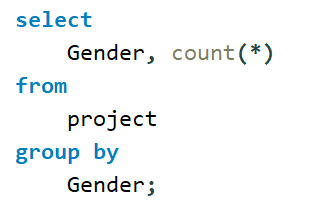 select
    Gender, count(*)
from
    project
group by
    Gender;